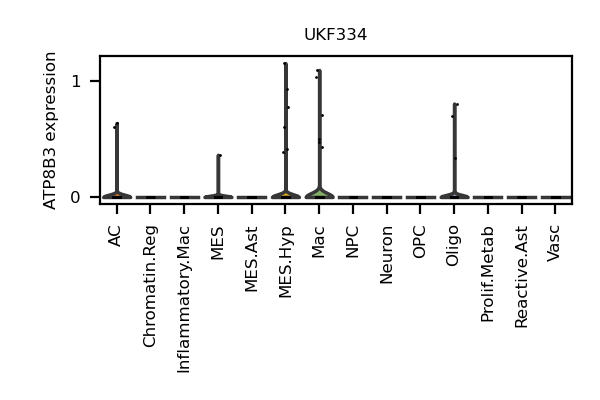 UKF334
ATP8B3 expression
1
0
AC
Chromatin.Reg
Inflammatory.Mac
MES
MES.Ast
MES.Hyp
Mac
NPC
Neuron
OPC
Oligo
Prolif.Metab
Reactive.Ast
Vasc